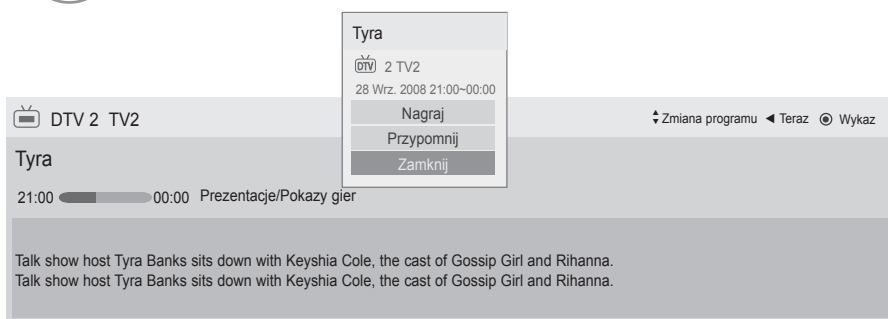 Tyra
DTV 2 TV2
28 Wrz. 2008 21:00~00:00
Nagraj
Przypomnij
Zamknij
DTV 2 TV2
Zmiana programu ◄ Teraz ◉ Wykaz
Tyra
21:00 00:00 Prezentacje/Pokazy gier
Talk show host Tyra Banks sits down with Keyshia Cole, the cast of Gossip Girl and Rihanna.
Talk show host Tyra Banks sits down with Keyshia Cole, the cast of Gossip Girl and Rihanna.